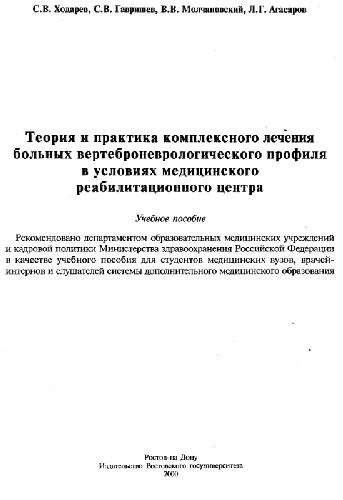 С.В. Ходарев, С.В. Гавришев, В.В. Молчановский, Л.Г. Агасаров
Теория и практика комплексного лечения
больных вертеброневрологического профиля
в условиях медицинского
реабилитационного центра
Учебное пособие
Рекомендовано департаментом образовательных медицинских учреждений
и кадровой политики Министерства здравоохранения Российской Федерации
в качестве учебного пособия для студентов медицинских вузов, врачей-
интернов и слушателей системы дополнительного медицинского образования
Ростов-на Дону
Издательство Ростовского госуниверситета
2000